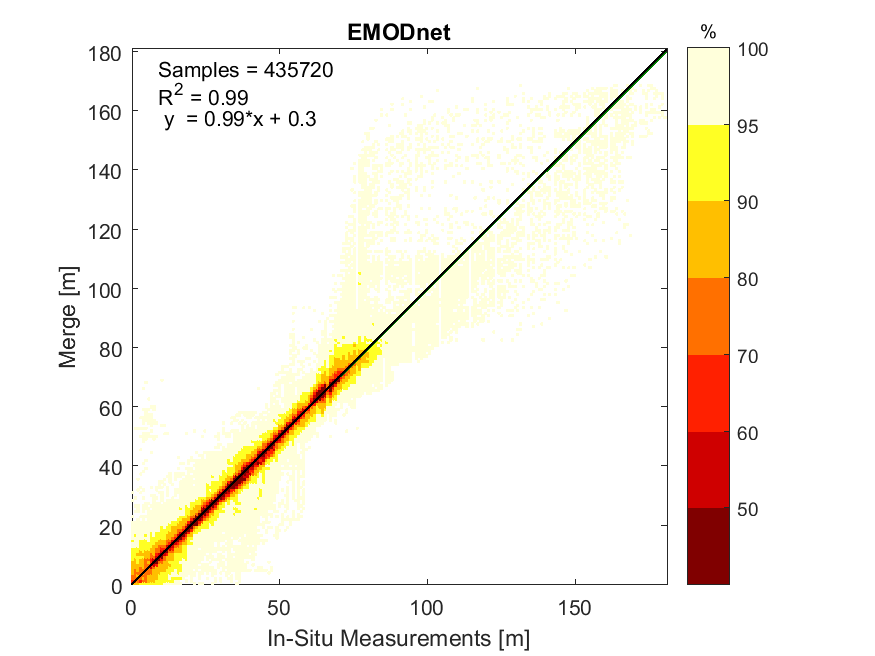 EMODnet
%
Samples = 435720
R² = 0.99
y = 0.99*x + 0.3
180
160
140
120
100
80
60
40
20
0
Merge [m]
0 50 100 150
In-Situ Measurements [m]
100
95
90
80
70
60
50